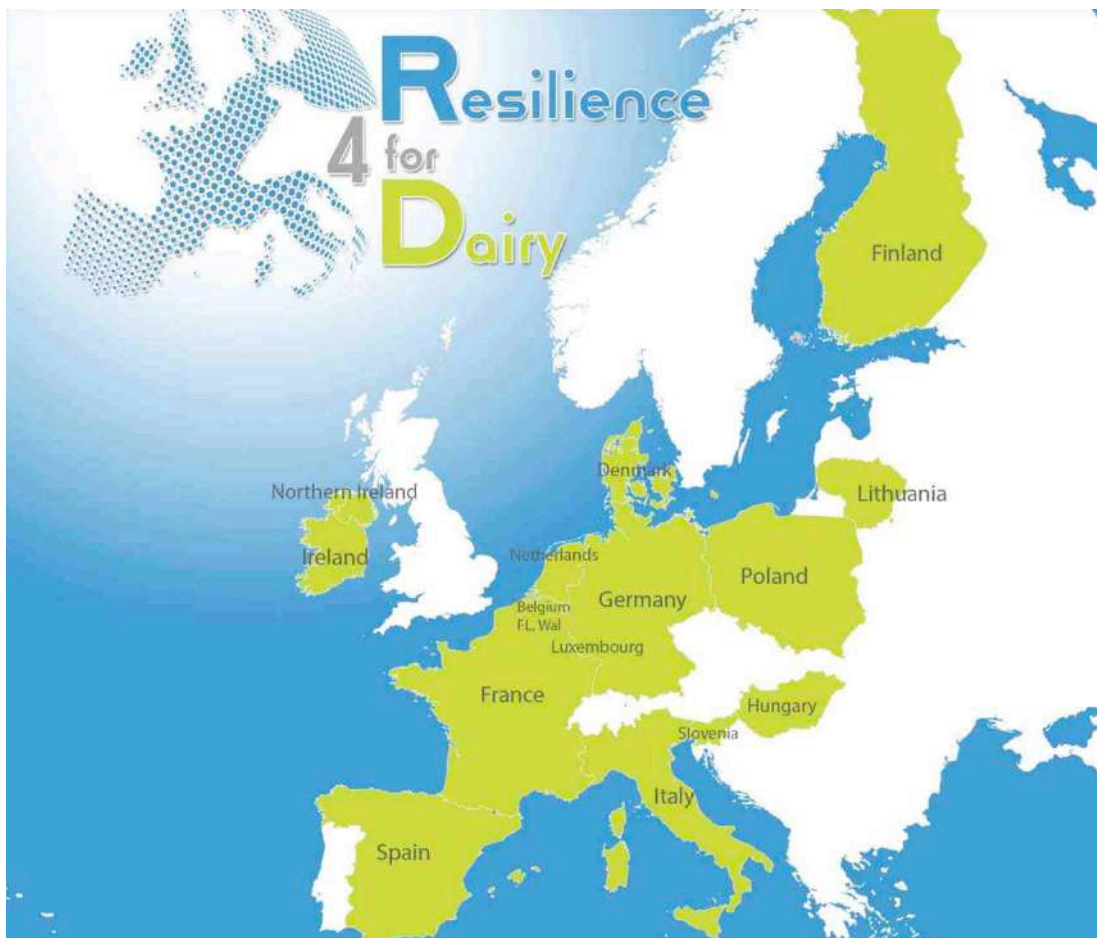 Resilience
4 for
Dairy
Finland
Denmark
Northern Ireland
Lithuania
Ireland
Netherlands
Poland
Germany
Belgium
FL, Wal
Luxembourg
France
Hungary
Slovenia
Italy
Spain